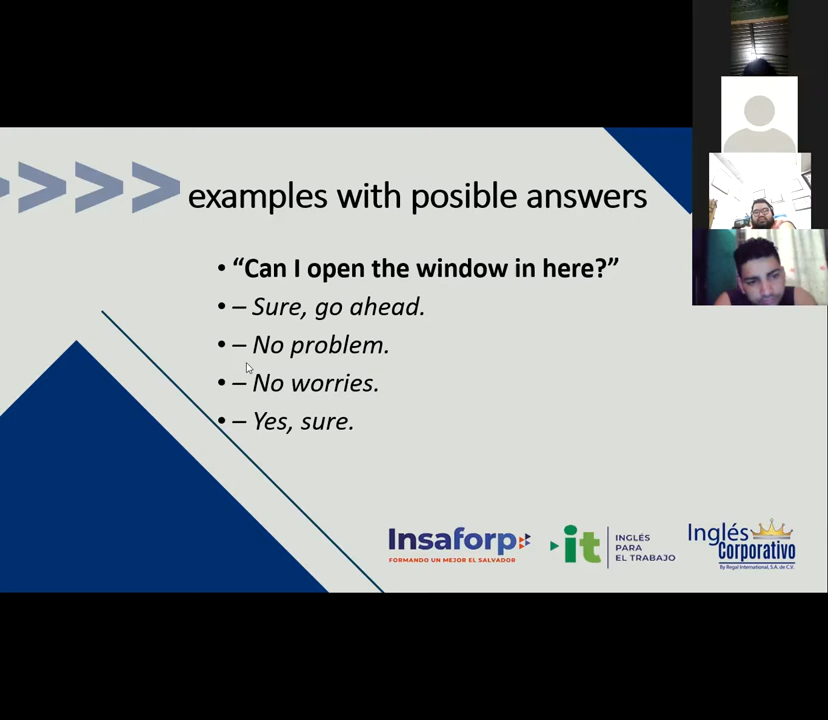 examples with posible answers
• “Can I open the window in here?”
• – Sure, go ahead.
• – No problem.
• – No worries.
• – Yes, sure.
Insaforp
FORMANDO UN MEJOR EL SALVADOR
it
INGLÉS
PARA
EL TRABAJO
Inglés
Corporativo
By Regal International, S.A. de C.V.